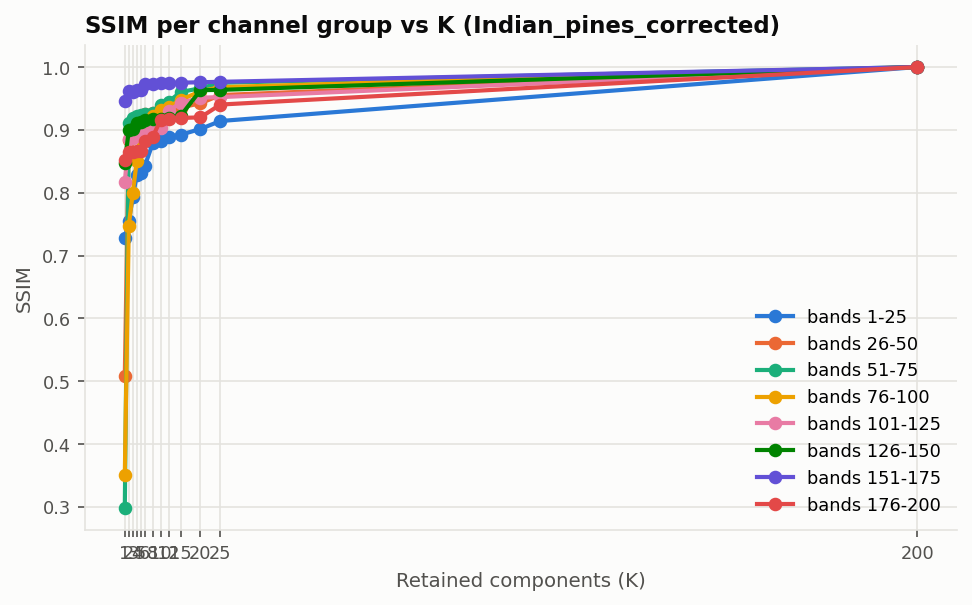 SSIM per channel group vs K (Indian_pines_corrected)
1.0
0.9
0.8
0.7
0.6
0.5
0.4
0.3
SSIM
bands 1-25
bands 26-50
bands 51-75
bands 76-100
bands 101-125
bands 126-150
bands 151-175
bands 176-200
20 25 200
Retained components (K)